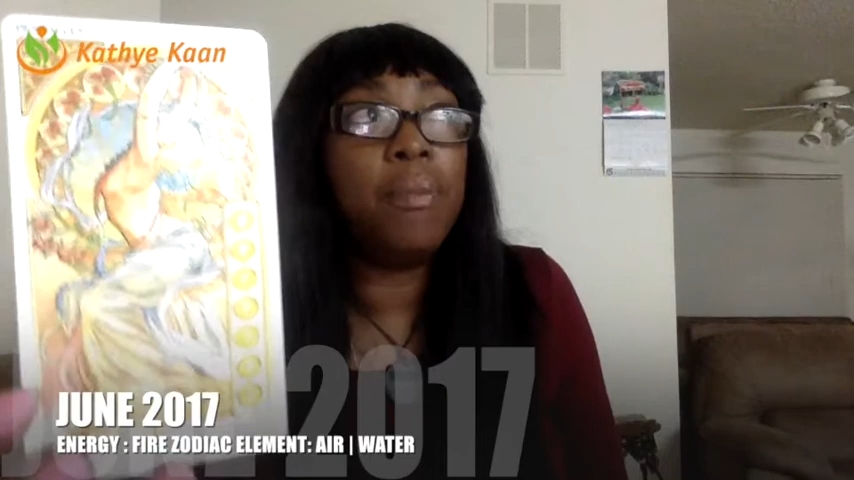 Kathye Kaan
2017
JUNE 2017
ENERGY : FIRE ZODIAC ELEMENT: AIR | WATER